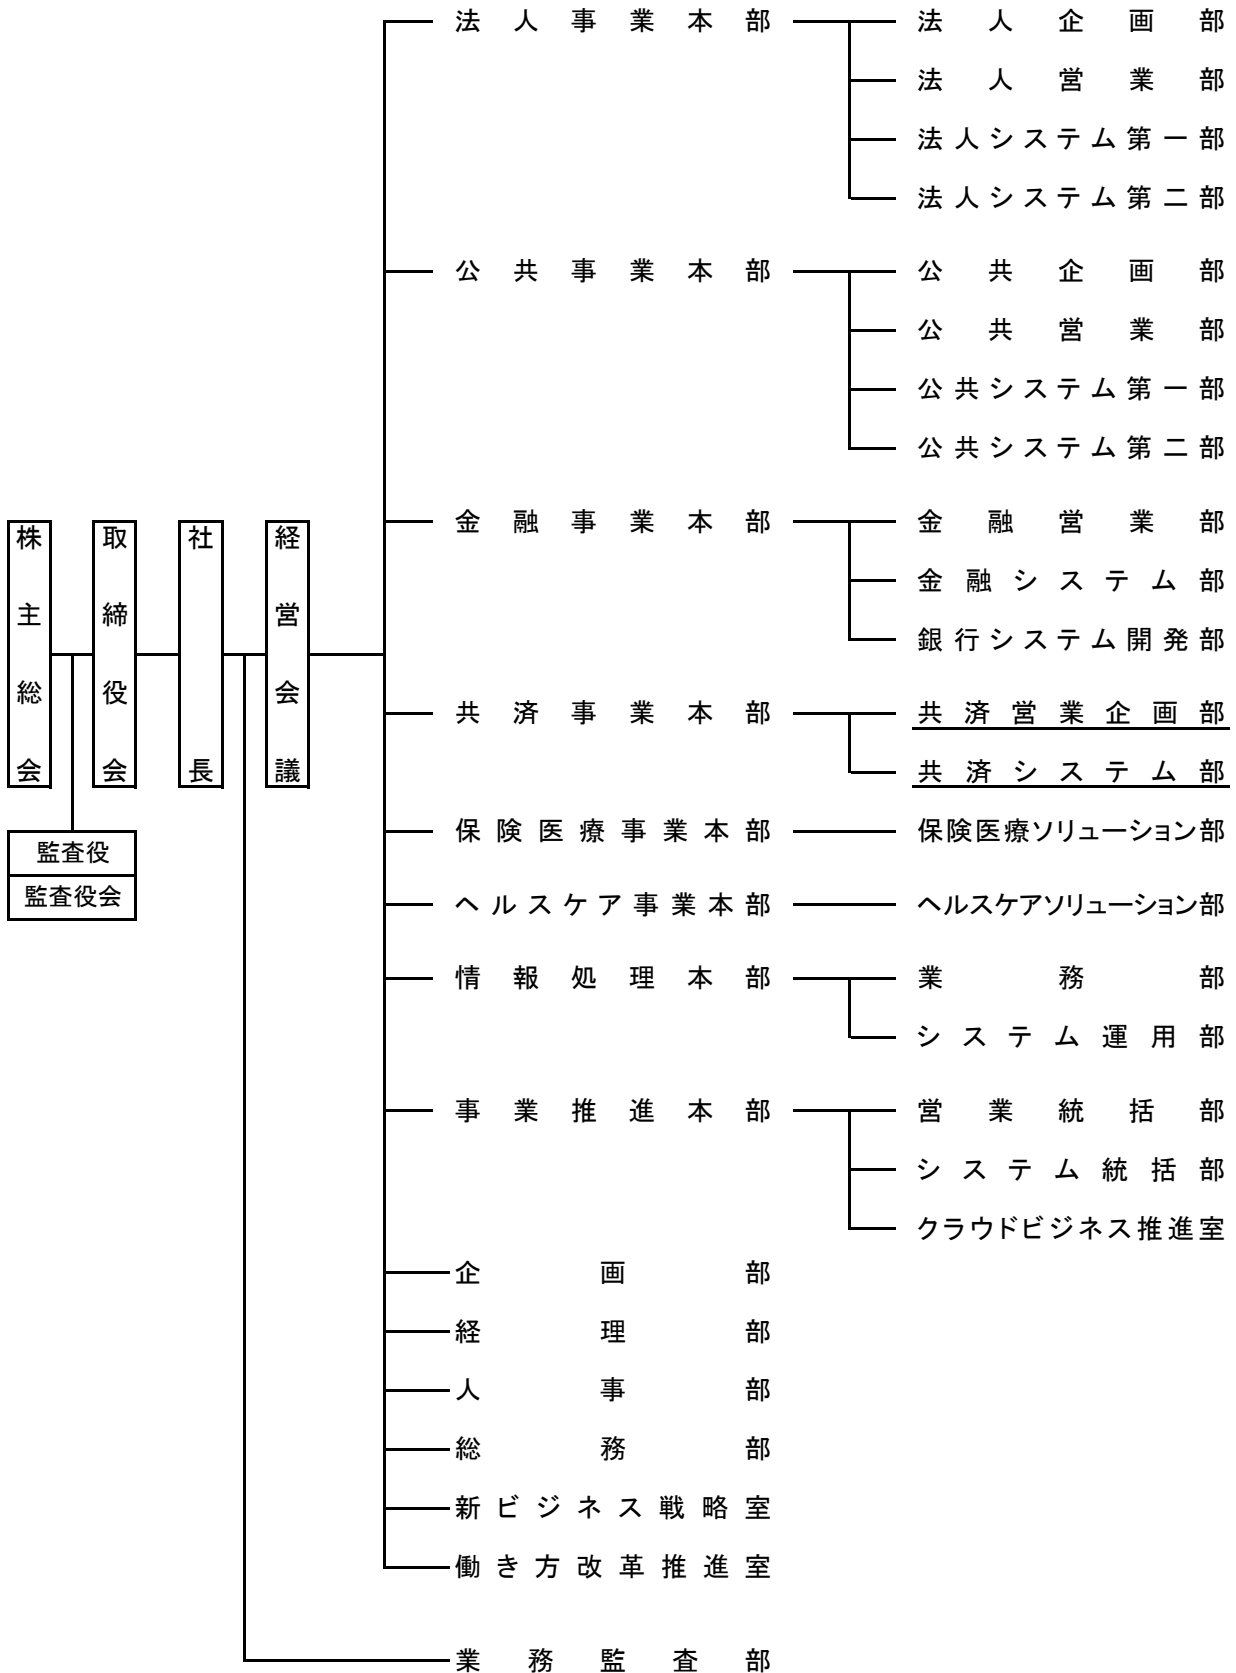 株主総会
取締役会
社長
経営会議
監査役
監査役会
法人事業本部
法人企画部
法人営業部
法人システム第一部
法人システム第二部
公共事業本部
公共企画部
公共営業部
公共システム第一部
公共システム第二部
金融事業本部
金融営業部
金融システム部
銀行システム開発部
共済事業本部
共済営業企画部
共済システム部
保険医療事業本部
保険医療ソリューション部
ヘルスケア事業本部
ヘルスケアソリューション部
情報処理本部
業務部
システム運用部
事業推進本部
営業統括部
システム統括部
クラウドビジネス推進室
企画部
経理部
人事部
総務部
新ビジネス戦略室
働き方改革推進室
業務監査部